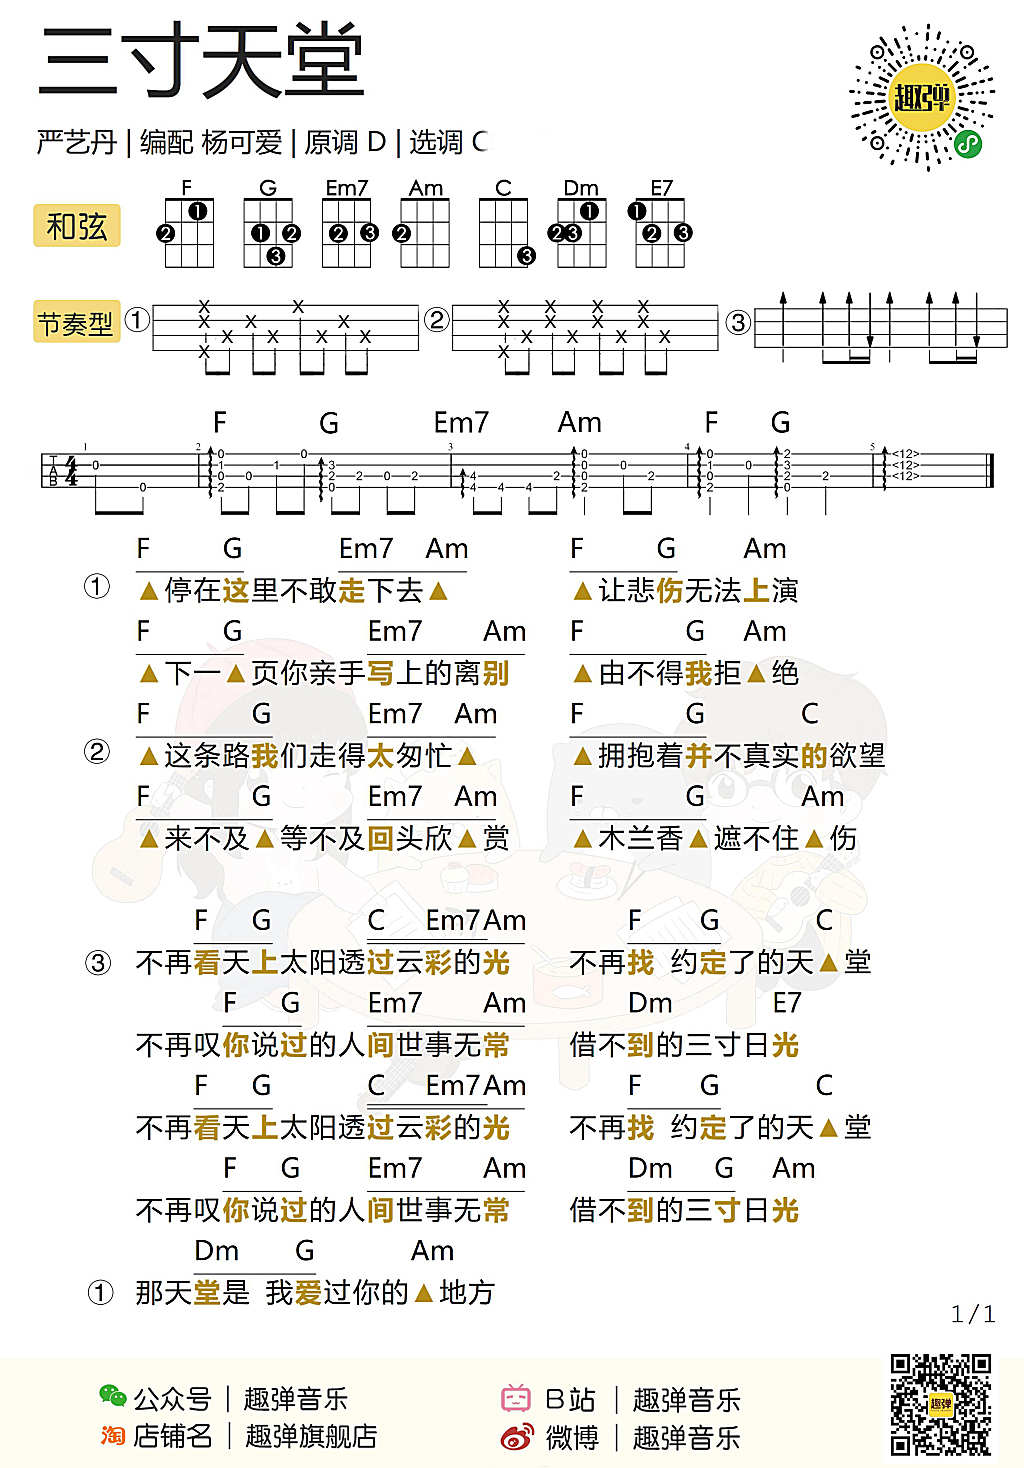 三寸天堂
趣弹
严艺丹 | 编配 杨可爱 | 原调 D | 选调 C
F G Em7 Am C Dm E7
和弦
节奏型 ① ② ③
F G Em7 Am F G
F G Em7 Am F G Am
① ▲停在这里不敢走下去▲ ▲让悲伤无法上演
F G Em7 Am F G Am
▲下一▲页你亲手写上的离别 ▲由不得我拒▲绝
F G Em7 Am F G C
② ▲这条路我们走得太匆忙▲ ▲拥抱着并不真实的欲望
F G Em7 Am F G Am
▲来不及▲等不及回头欣▲赏 ▲木兰香▲遮不住▲伤
F G C Em7 Am F G C
③ 不再看天上太阳透过云彩的光 不再找 约定了的天▲堂
F G Em7 Am Dm E7
不再叹你说过的人间世事无常 借不到的三寸日光
F G C Em7 Am F G C
不再看天上太阳透过云彩的光 不再找 约定了的天▲堂
F G Em7 Am Dm G Am
不再叹你说过的人间世事无常 借不到的三寸日光
Dm G Am
① 那天堂是 我爱过你的▲地方
1/1
公众号 | 趣弹音乐 B站 | 趣弹音乐
淘 店铺名 | 趣弹旗舰店 微博 | 趣弹音乐
趣弹